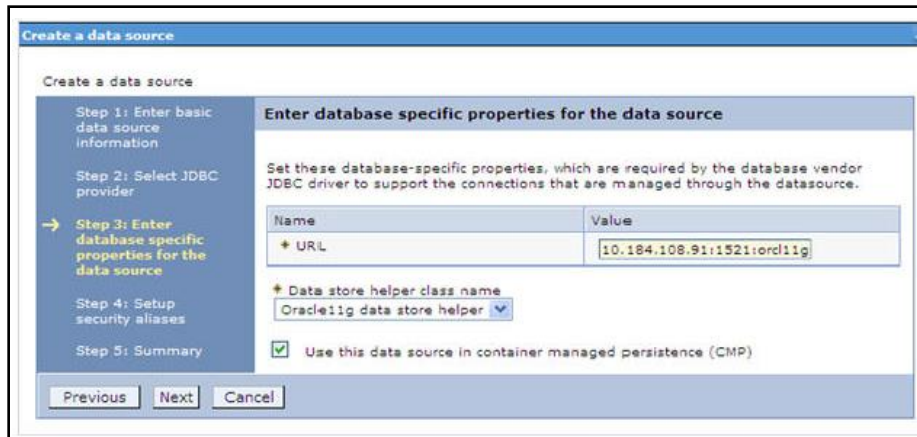 Create a data source
Create a data source
Step 1: Enter basic
data source
information
Step 2: Select JDBC
provider
Step 3: Enter
database specific
properties for the
data source
Step 4: Setup
security aliases
Step 5: Summary
Enter database specific properties for the data source
Set these database-specific properties, which are required by the database vendor
JDBC driver to support the connections that are managed through the datasource.
Name Value
URL 10.184.108.91:1521:orcl11g
Data store helper class name
Oracle11g data store helper
Use this data source in container managed persistence (CMP)
Previous Next Cancel